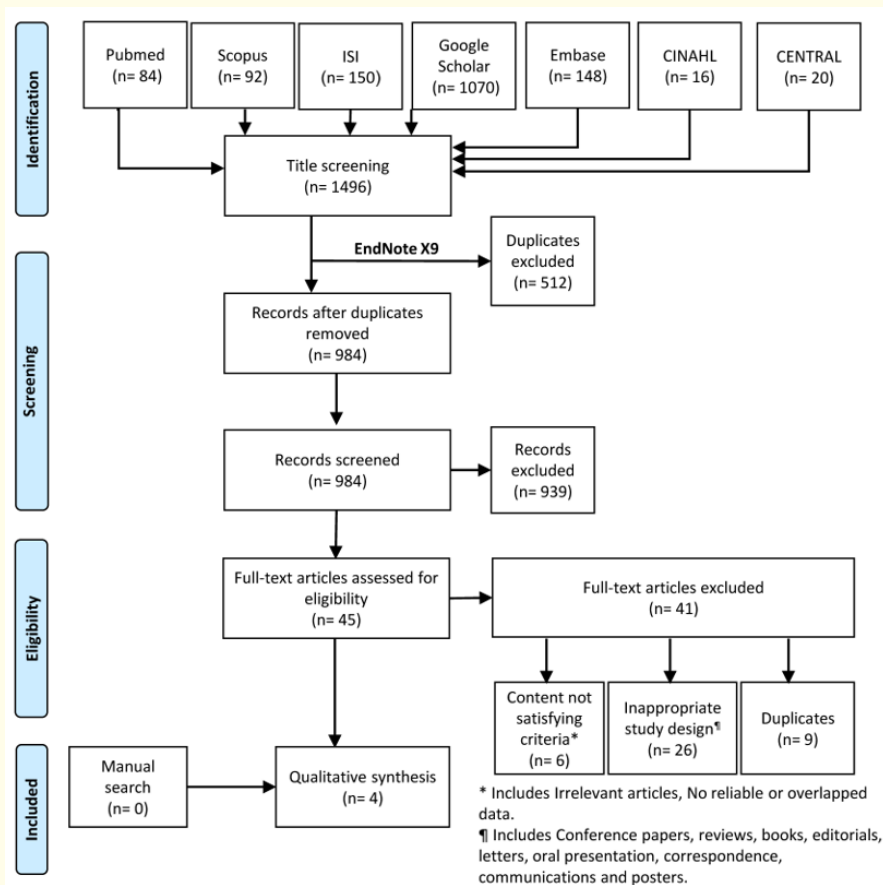 Identification
Pubmed
(n= 84)
Scopus
(n= 92)
ISI
(n= 150)
Google
Scholar
(n= 1070)
Embase
(n= 148)
CINAHL
(n= 16)
CENTRAL
(n= 20)
Title screening
(n= 1496)
EndNote X9
Duplicates
excluded
(n= 512)
Screening
Records after duplicates
removed
(n= 984)
Records screened
(n= 984)
Records
excluded
(n= 939)
Eligibility
Full-text articles assessed for
eligibility
(n= 45)
Full-text articles excluded
(n= 41)
Content not
satisfying
criteria*
(n= 6)
Inappropriate
study design¶
(n= 26)
Duplicates
(n= 9)
Included
Manual
search
(n= 0)
Qualitative synthesis
(n= 4)
* Includes Irrelevant articles, No reliable or overlapped
data.
¶ Includes Conference papers, reviews, books, editorials,
letters, oral presentation, correspondence,
communications and posters.